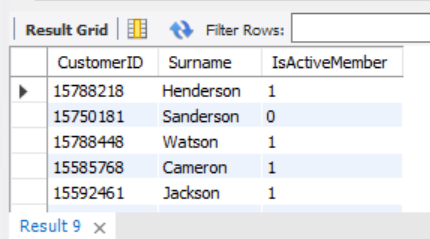 Result Grid Filter Rows:
CustomerID Surname IsActiveMember
15788218 Henderson 1
15750181 Sanderson 0
15788448 Watson 1
15585768 Cameron 1
15592461 Jackson 1
Result 9 ×